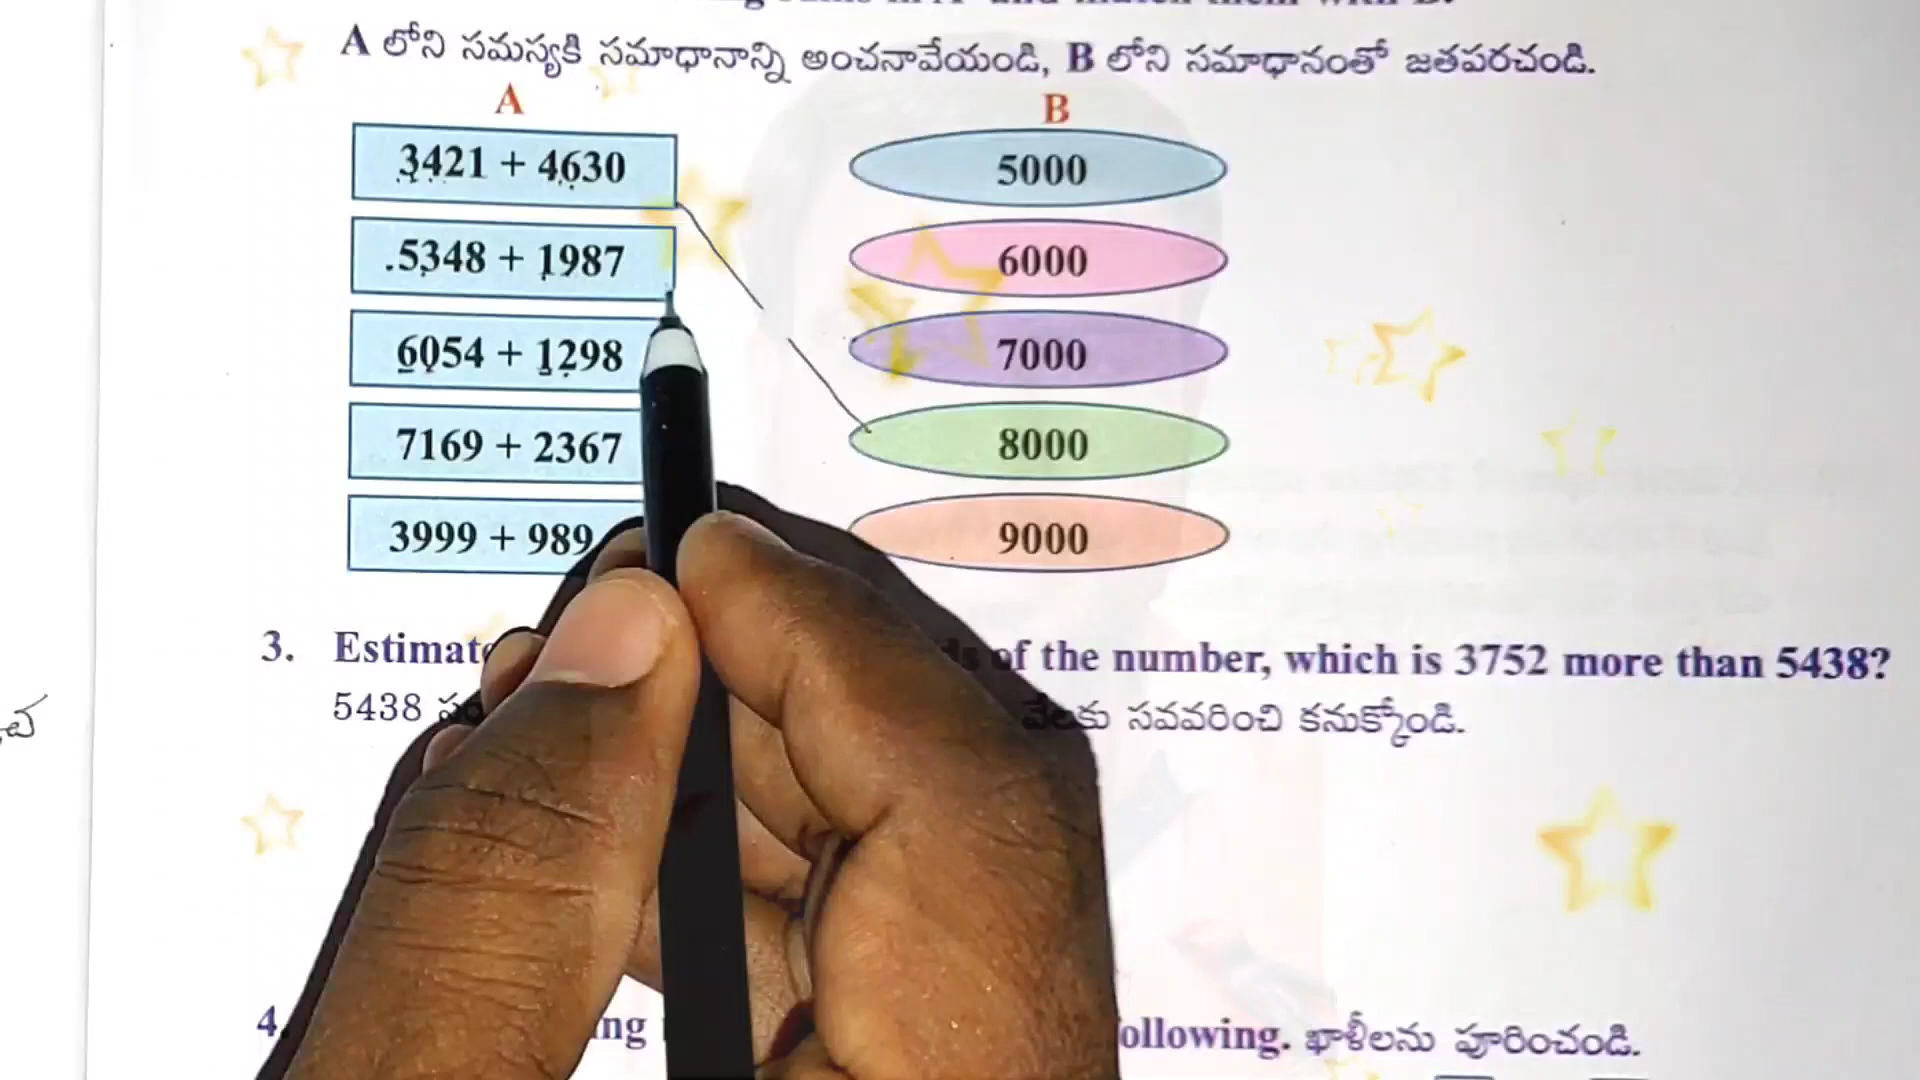 A లోని సమస్యకి సమాధానాన్ని అంచనావేయండి, B లోని సమాధానంతో జతపరచండి.
A B
3421 + 4630 5000
.5348 + 1987 6000
6054 + 1298 7000
7169 + 2367 8000
3999 + 989 9000
3. Estimate of the number, which is 3752 more than 5438?
5438 వేలకు సవవరించి కనుక్కోండి.
4. ollowing. ఖాళీలను పూరించండి.